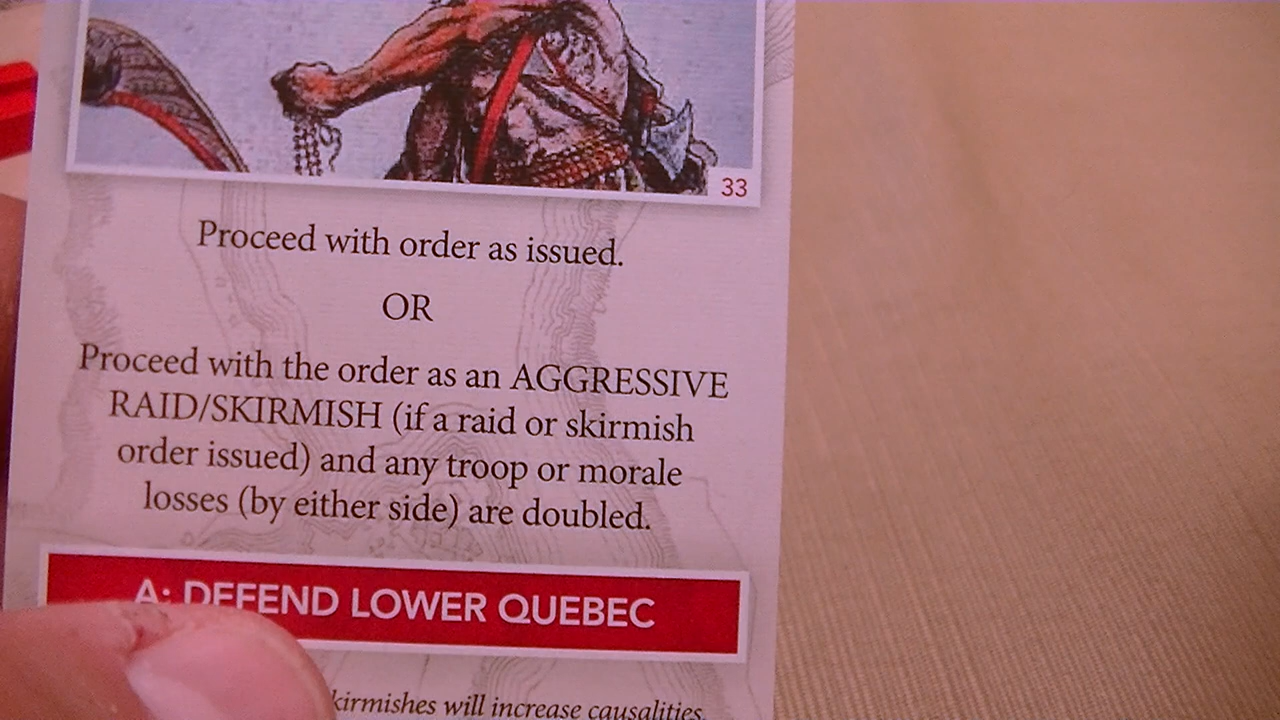 33
Proceed with order as issued.
OR
Proceed with the order as an AGGRESSIVE
RAID/SKIRMISH (if a raid or skirmish
order issued) and any troop or morale
losses (by either side) are doubled.
A: DEFEND LOWER QUEBEC
will increase causalities.